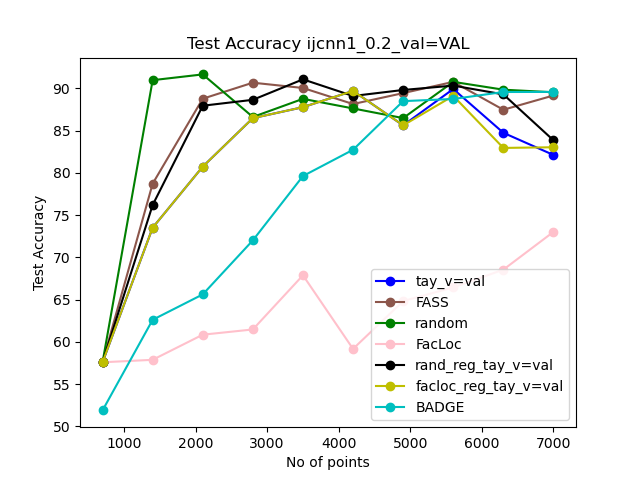 Test Accuracy ijcnn1_0.2_val=VAL
Test Accuracy
90
85
80
75
70
65
60
55
50
1000 2000 3000 4000 5000 6000 7000
No of points
tay_v=val
FASS
random
FacLoc
rand_reg_tay_v=val
facloc_reg_tay_v=val
BADGE